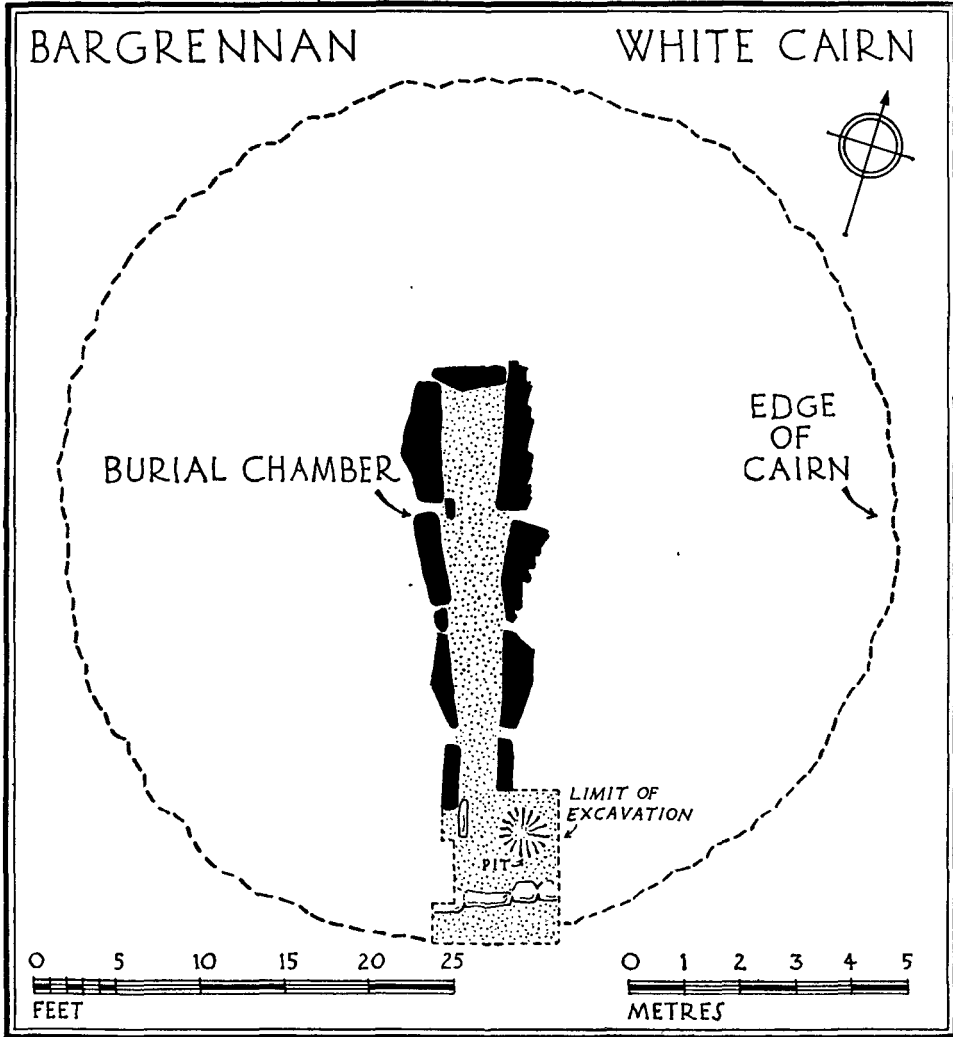 BARGRENNAN WHITE CAIRN
EDGE
OF
CAIRN
BURIAL CHAMBER
LIMIT OF
EXCAVATION
PIT
0 5 10 15 20 25
FEET
0 1 2 3 4 5
METRES